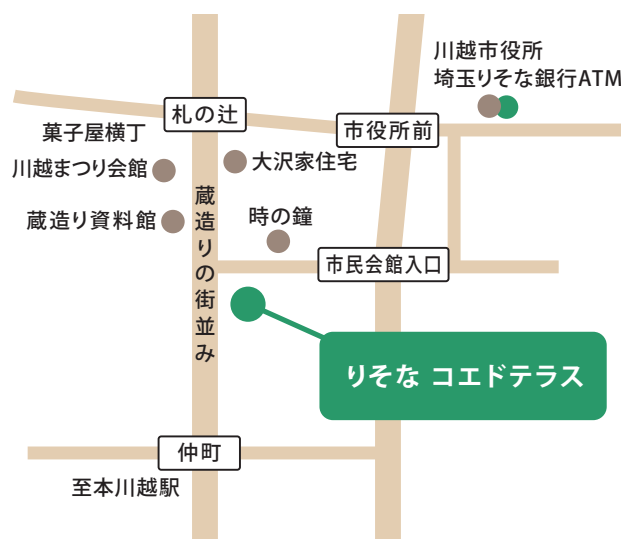 川越市役所
埼玉りそな銀行ATM
札の辻
市役所前
菓子屋横丁
川越まつり会館
大沢家住宅
蔵造り資料館
時の鐘
蔵造りの街並み
市民会館入口
りそな コエドテラス
仲町
至本川越駅